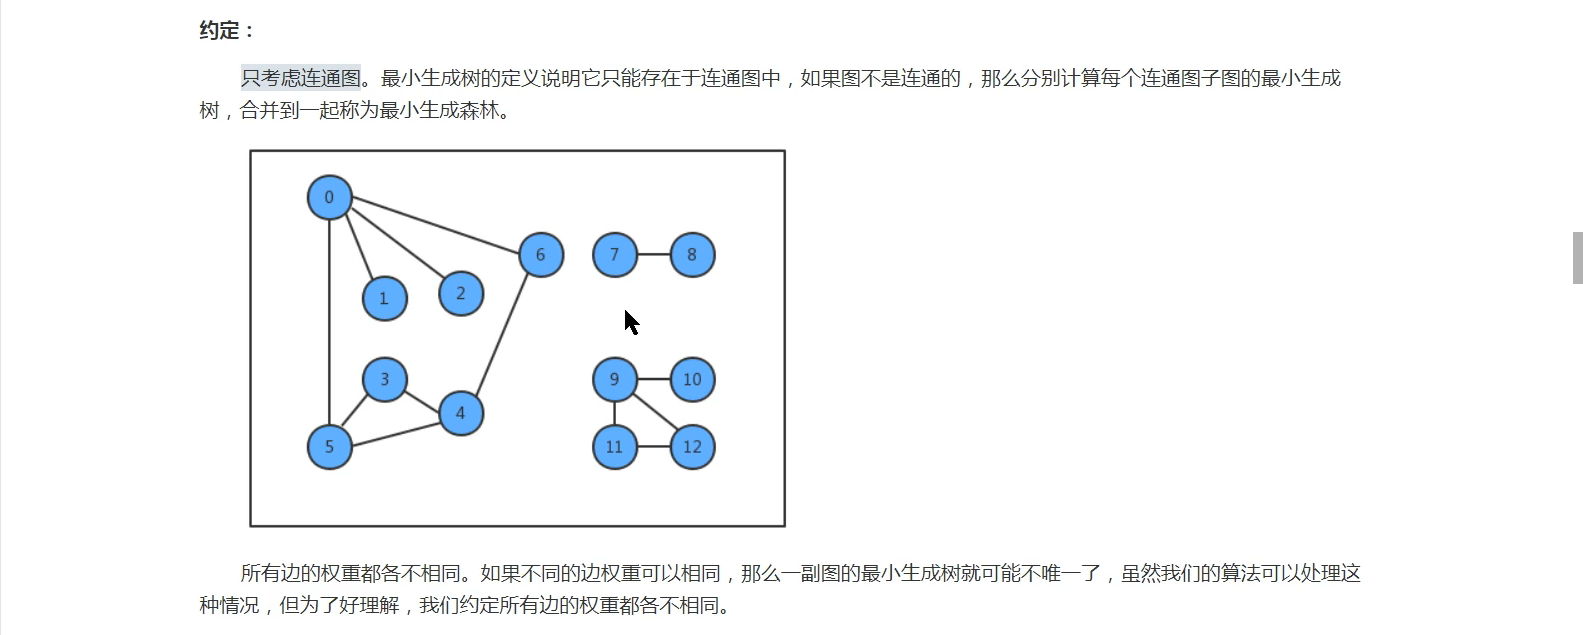 约定：
只考虑连通图。最小生成树的定义说明它只能存在于连通图中，如果图不是连通的，那么分别计算每个连通图子图的最小生成
树，合并到一起称为最小生成森林。
0
6
7
8
1
2
3
9
10
4
5
11
12
所有边的权重都各不相同。如果不同的边权重可以相同，那么一副图的最小生成树就可能不唯一了，虽然我们的算法可以处理这
种情况，但为了好理解，我们约定所有边的权重都各不相同。